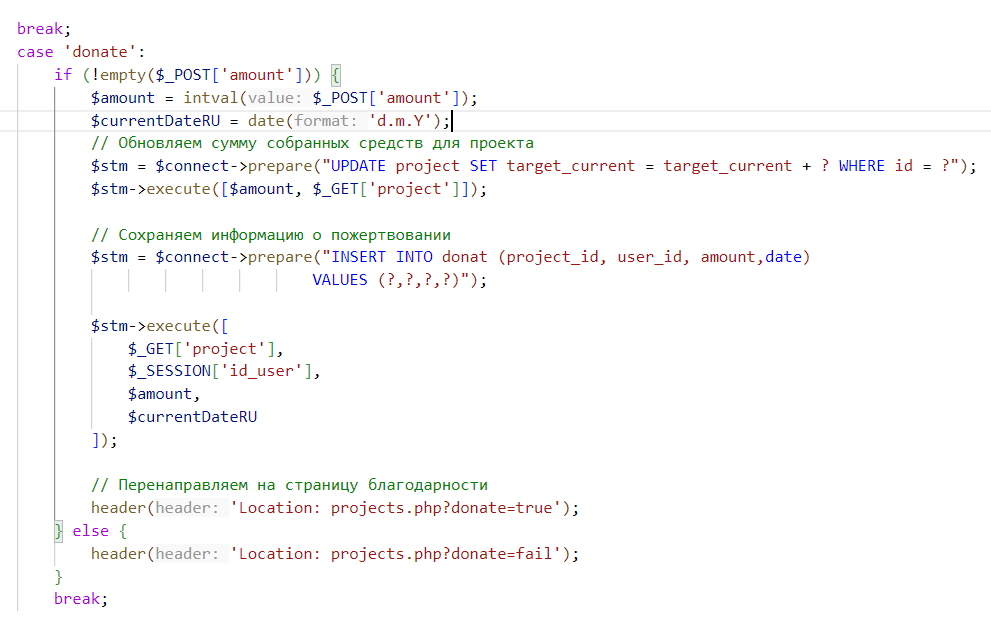 break;
case 'donate':
if (!empty($_POST['amount'])) {
$amount = intval(value: $_POST['amount']);
$currentDateRU = date(format: 'd.m.Y');
// Обновляем сумму собранных средств для проекта
$stm = $connect->prepare("UPDATE project SET target_current = target_current + ? WHERE id = ?");
$stm->execute([$amount, $_GET['project']]);
// Сохраняем информацию о пожертвовании
$stm = $connect->prepare("INSERT INTO donat (project_id, user_id, amount,date)
VALUES (?,?,?,?)");
$stm->execute([
$_GET['project'],
$_SESSION['id_user'],
$amount,
$currentDateRU
]);
// Перенаправляем на страницу благодарности
header(header: 'Location: projects.php?donate=true');
} else {
header(header: 'Location: projects.php?donate=fail');
}
break;